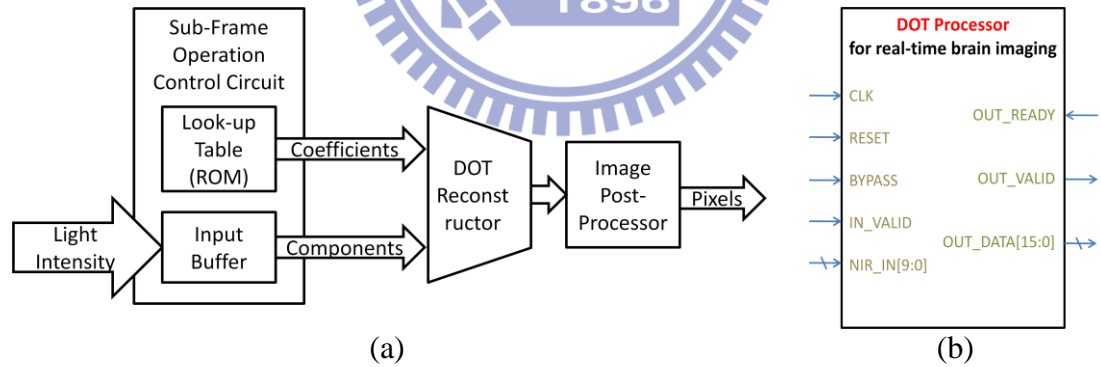 1896
Sub-Frame
Operation
Control Circuit
Look-up
Table
(ROM)
Coefficients
Light
Intensity
Input
Buffer
Components
DOT
Reconst
ructor
Image
Post-
Processor
Pixels
(a)
DOT Processor
for real-time brain imaging
CLK
RESET
BYPASS
IN_VALID
NIR_IN[9:0]
OUT_READY
OUT_VALID
OUT_DATA[15:0]
(b)